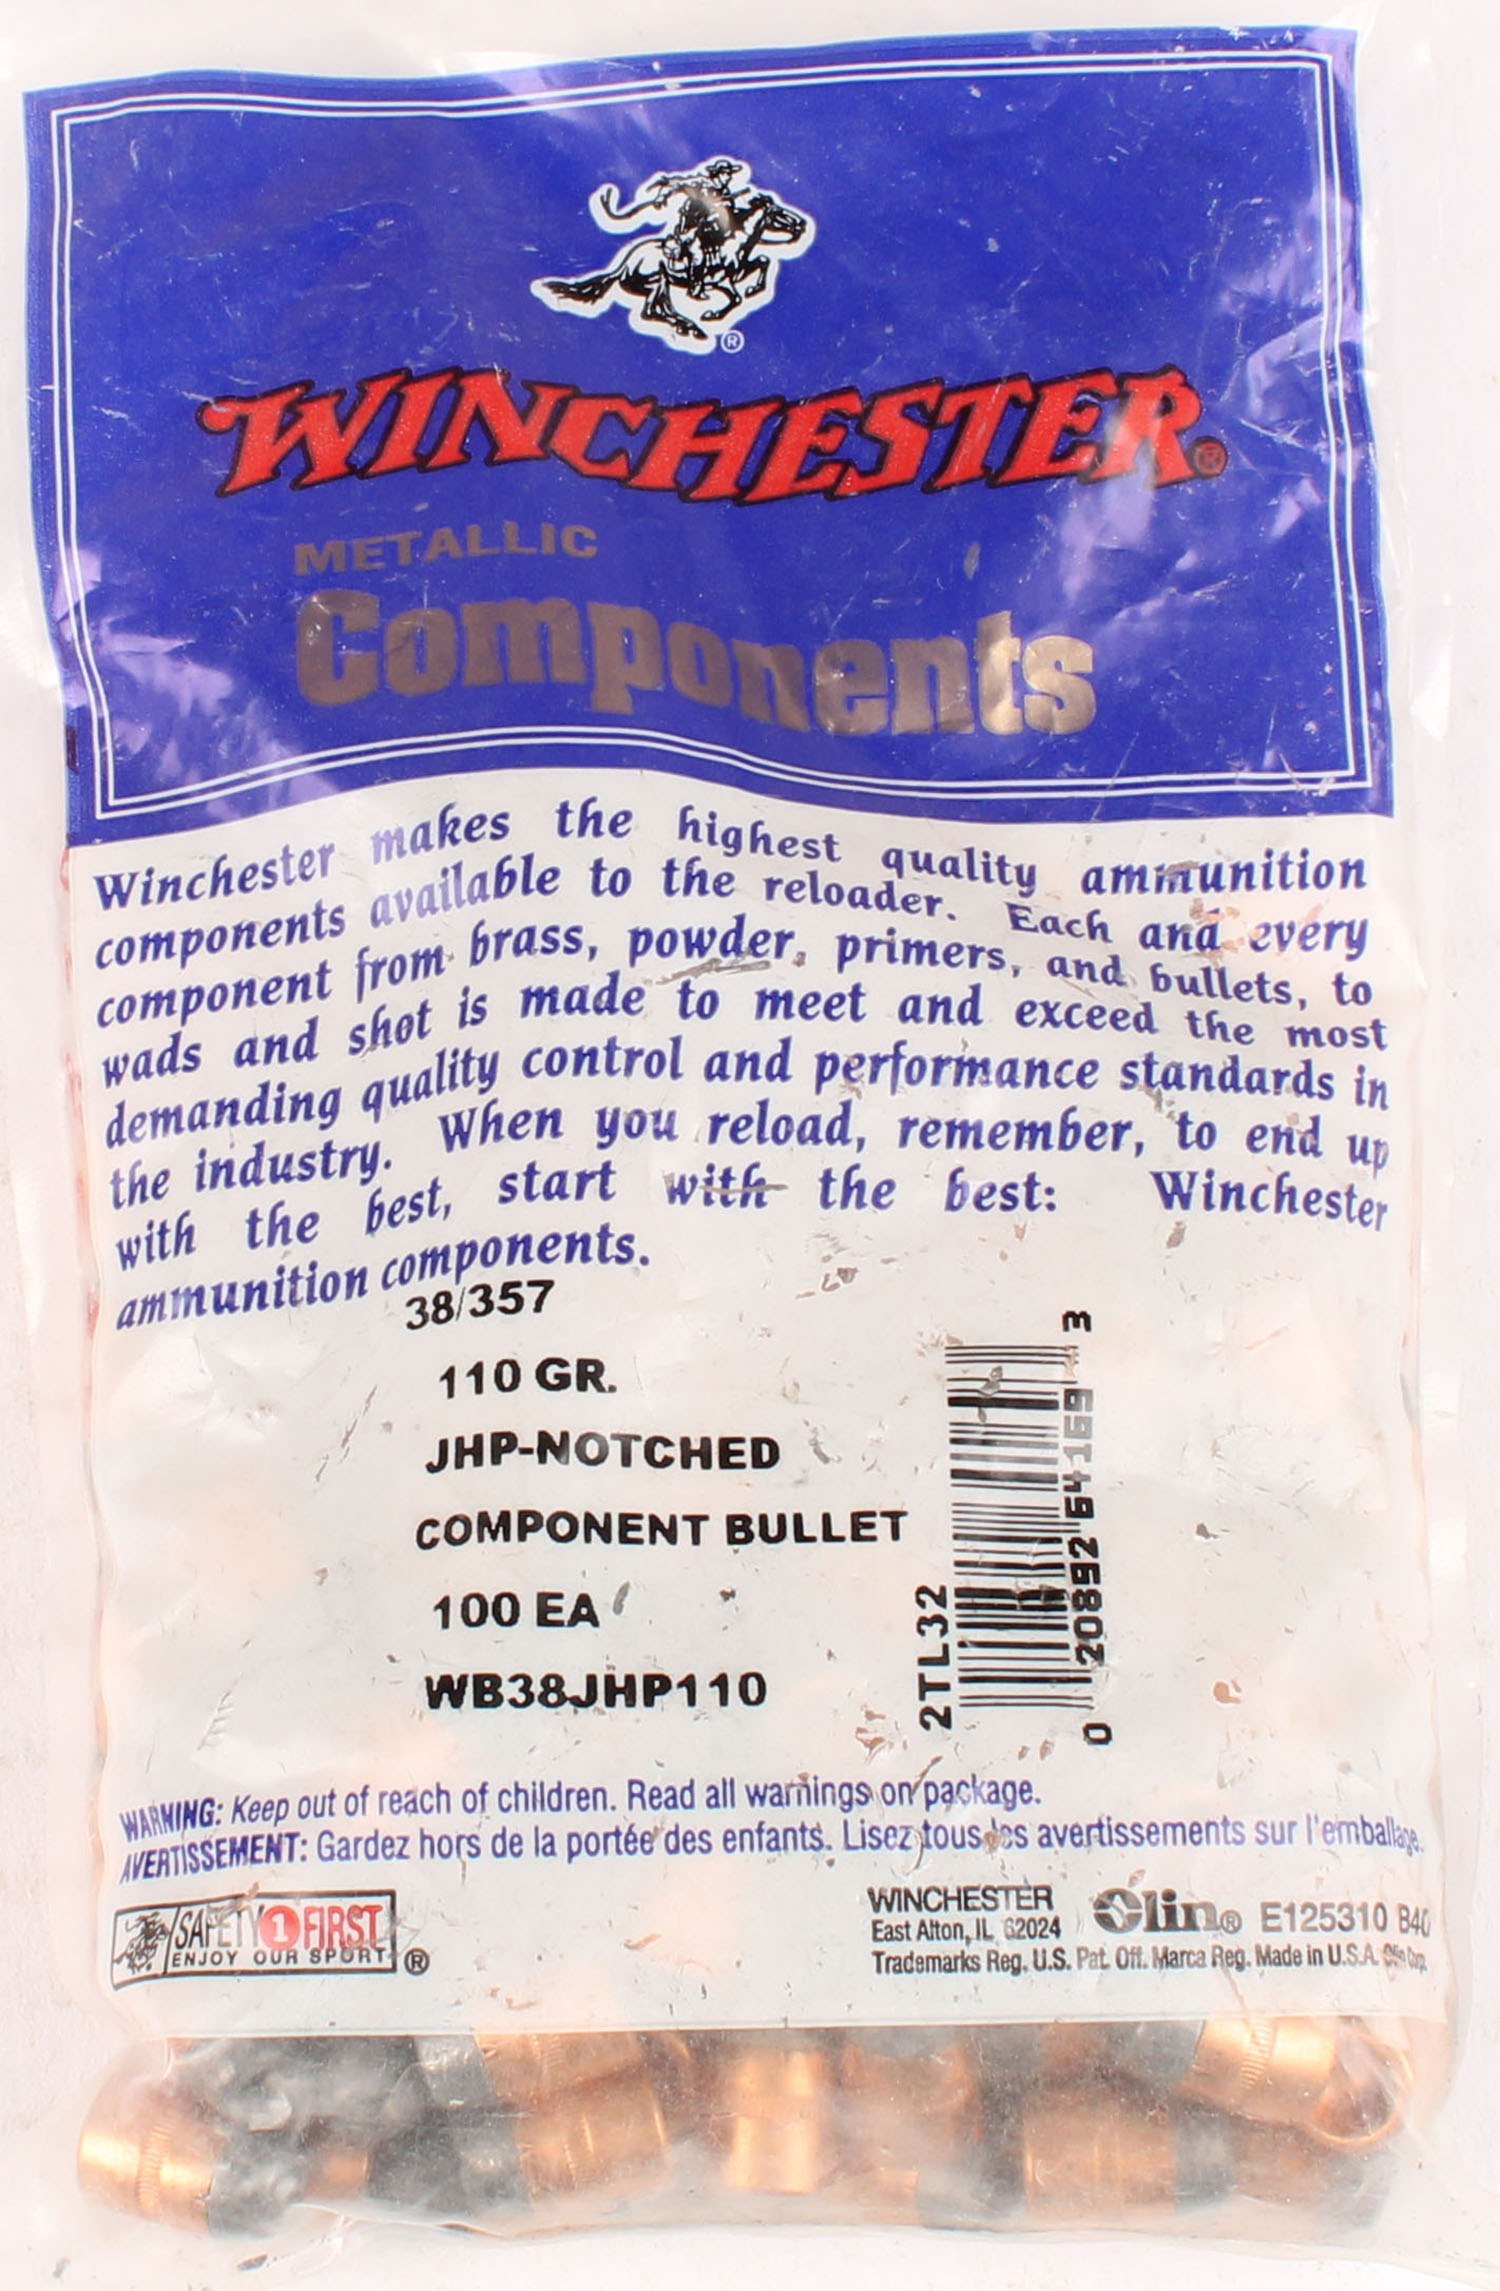 WINCHESTER®
METALLIC
Components
Winchester makes the highest quality ammunition
components available to the reloader. Each and every
component from brass, powder, primers, and bullets, to
wads and shot is made to meet and exceed the most
demanding quality control and performance standards in
the industry. When you reload, remember, to end up
with the best, start with the best: Winchester
ammunition components.
38/357
110 GR.
JHP-NOTCHED
COMPONENT BULLET
100 EA
WB38JHP110
2TL32
0 20892 64169 3
WARNING: Keep out of reach of children. Read all warnings on package.
AVERTISSEMENT: Gardez hors de la portée des enfants. Lisez tous les avertissements sur l'emballage.
SAFETY 1 FIRST
ENJOY OUR SPORT ®
WINCHESTER
East Alton, IL 62024
Olin® E125310 B40
Trademarks Reg. U.S. Pat. Off. Marca Reg. Made in U.S.A. Olin Corp.